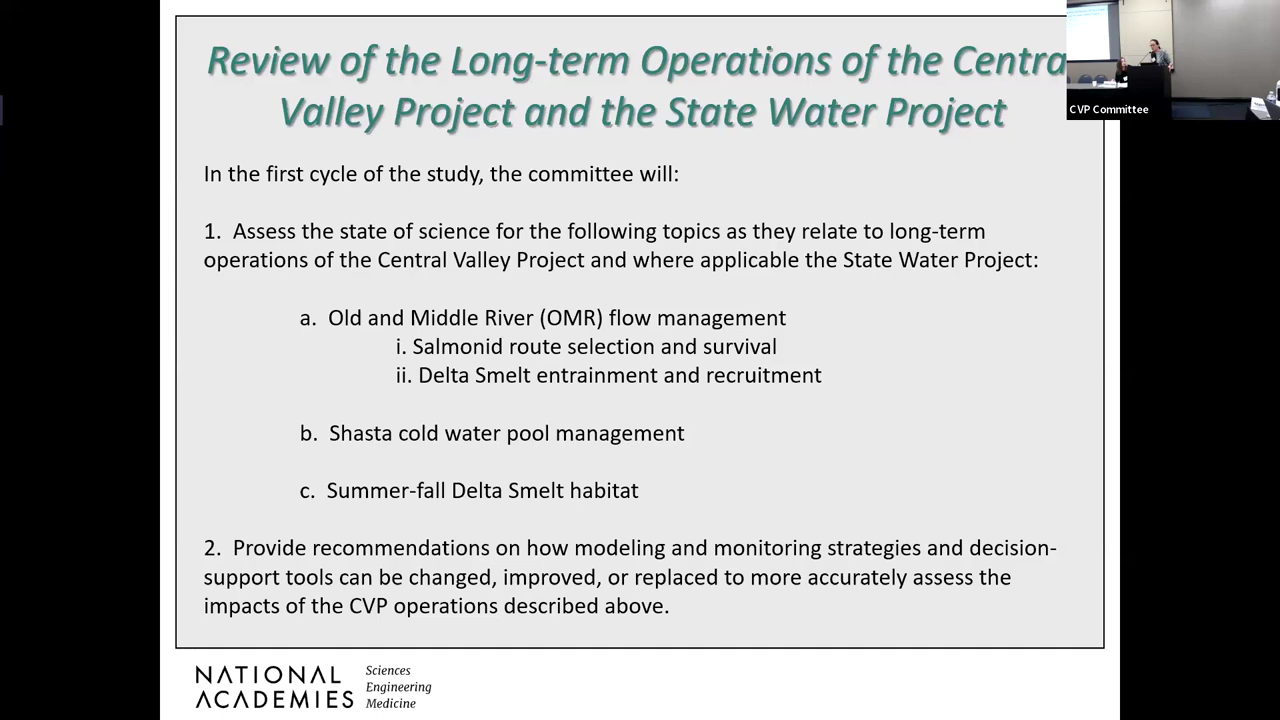 Review of the Long-term Operations of the Centra
Valley Project and the State Water Project
CVP Committee
In the first cycle of the study, the committee will:
1. Assess the state of science for the following topics as they relate to long-term
operations of the Central Valley Project and where applicable the State Water Project:
a. Old and Middle River (OMR) flow management
i. Salmonid route selection and survival
ii. Delta Smelt entrainment and recruitment
b. Shasta cold water pool management
c. Summer-fall Delta Smelt habitat
2. Provide recommendations on how modeling and monitoring strategies and decision-
support tools can be changed, improved, or replaced to more accurately assess the
impacts of the CVP operations described above.
NATIONAL
ACADEMIES
Sciences
Engineering
Medicine